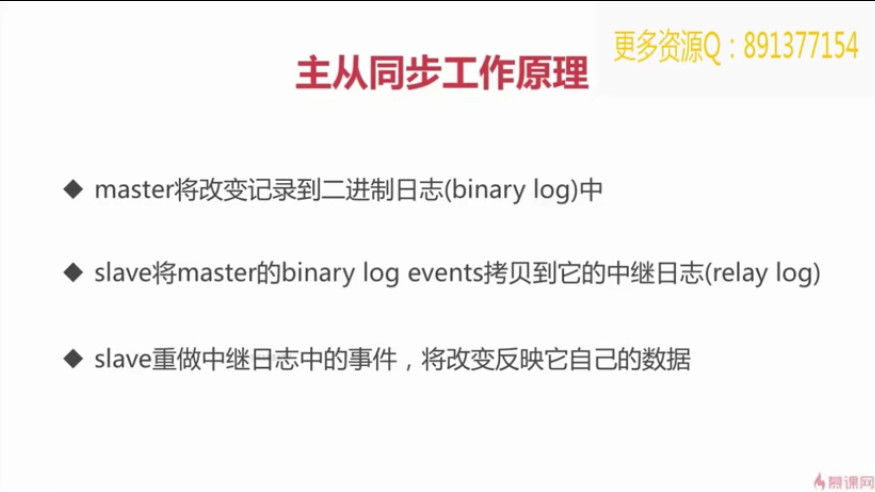 更多资源Q：891377154
主从同步工作原理
◆ master将改变记录到二进制日志(binary log)中
◆ slave将master的binary log events拷贝到它的中继日志(relay log)
◆ slave重做中继日志中的事件，将改变反映它自己的数据
慕课网